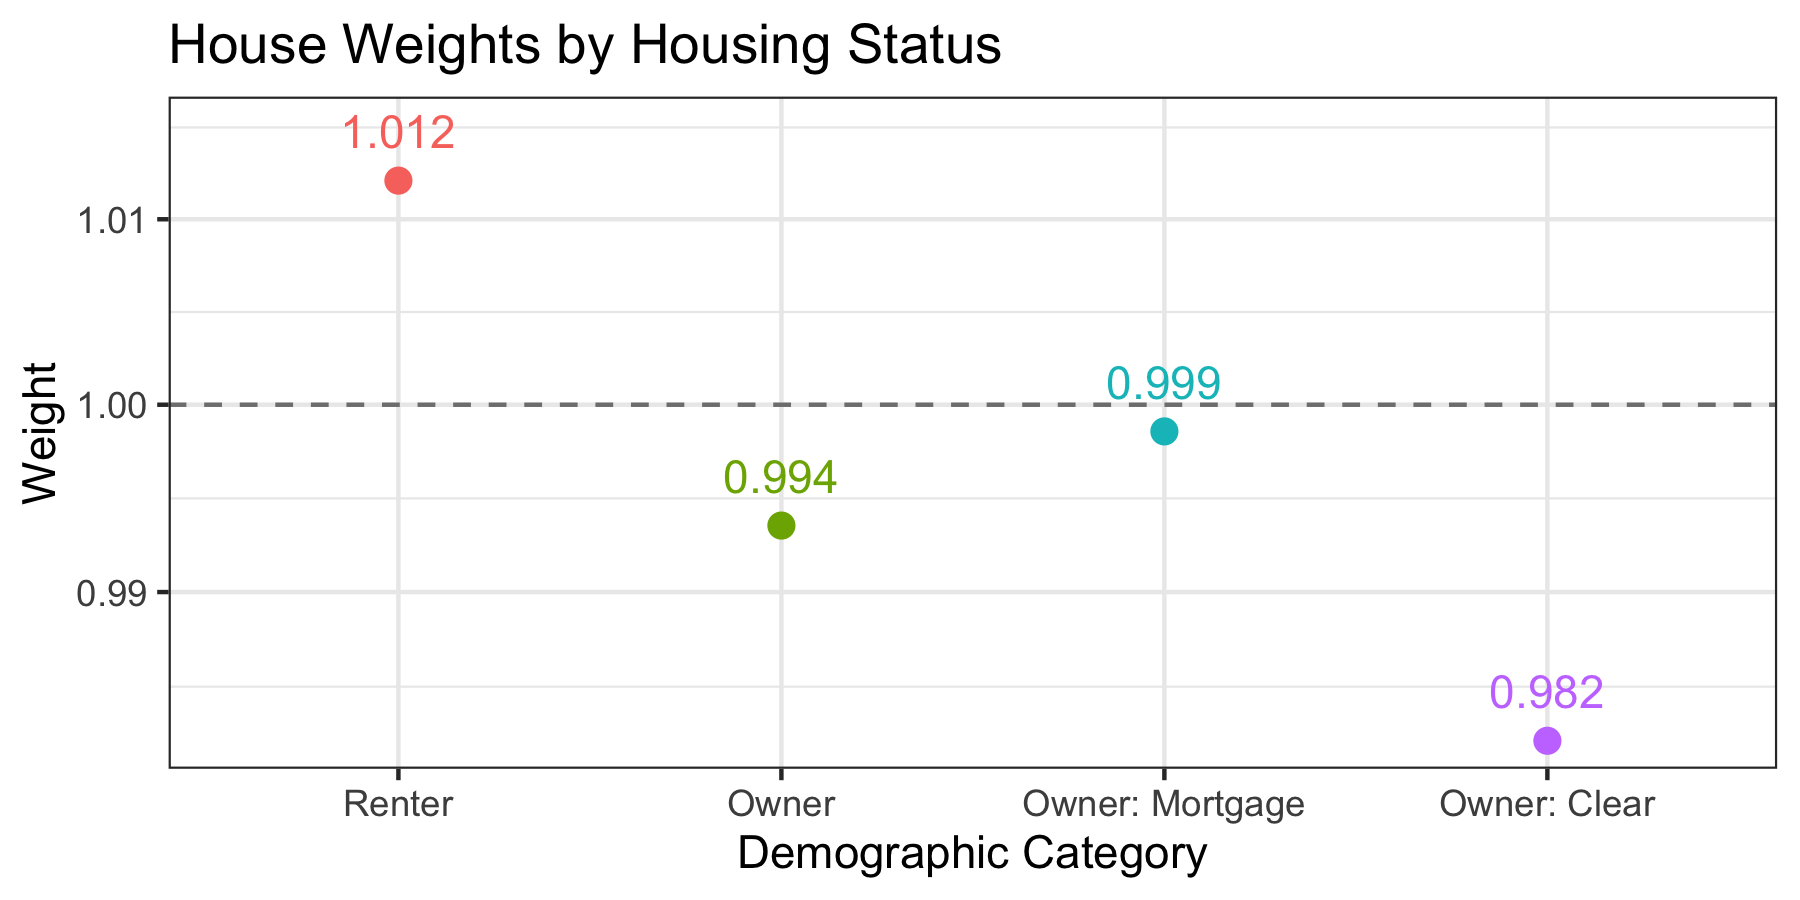 House Weights by Housing Status
1.012
1.01
0.999
1.00
0.994
0.99
0.982
Weight
Renter Owner Owner: Mortgage Owner: Clear
Demographic Category